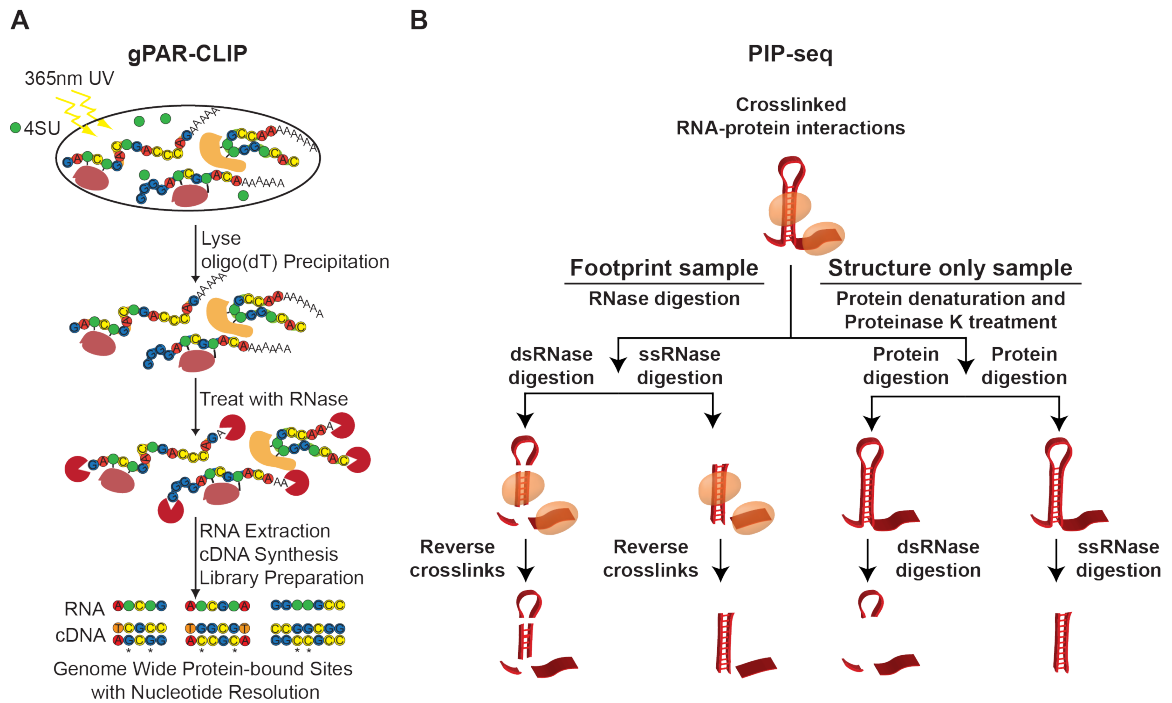 A
gPAR-CLIP
365nm UV
4SU
Lyse
oligo(dT) Precipitation
Treat with RNase
RNA Extraction
cDNA Synthesis
Library Preparation
RNA
A C G
A C G A
G G G C C
cDNA
T C G C C
T G G C G T
C C G G C G G
A G C G G
A C C G C A
G G C C G C C
* *
* *
* *
Genome Wide Protein-bound Sites
with Nucleotide Resolution
B
PIP-seq
Crosslinked
RNA-protein interactions
Footprint sample
RNase digestion
Structure only sample
Protein denaturation and
Proteinase K treatment
dsRNase
digestion
ssRNase
digestion
Protein
digestion
Protein
digestion
Reverse
crosslinks
Reverse
crosslinks
dsRNase
digestion
ssRNase
digestion